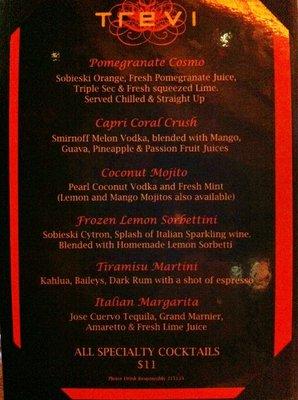 TREVI
Pomegranate Cosmo
Sobieski Orange, Fresh Pomegranate Juice,
Triple Sec & Fresh squeezed Lime.
Served Chilled & Straight Up
Capri Coral Crush
Smirnoff Melon Vodka, blended with Mango,
Guava, Pineapple & Passion Fruit Juices
Coconut Mojito
Pearl Coconut Vodka and Fresh Mint
(Lemon and Mango Mojitos also available)
Frozen Lemon Sorbettini
Sobieski Cytron, Splash of Italian Sparkling wine.
Blended with Homemade Lemon Sorbetti
Tiramisu Martini
Kahlua, Baileys, Dark Rum with a shot of espresso
Italian Margarita
Jose Cuervo Tequila, Grand Marnier,
Amaretto & Fresh Lime Juice
ALL SPECIALTY COCKTAILS
$11
Please Drink Responsibly